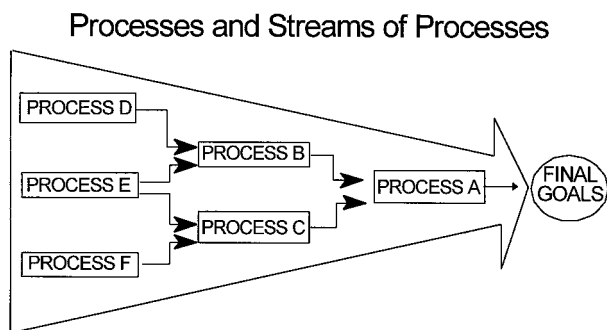 Processes and Streams of Processes
PROCESS D
PROCESS B
PROCESS E
PROCESS A
FINAL
GOALS
PROCESS C
PROCESS F